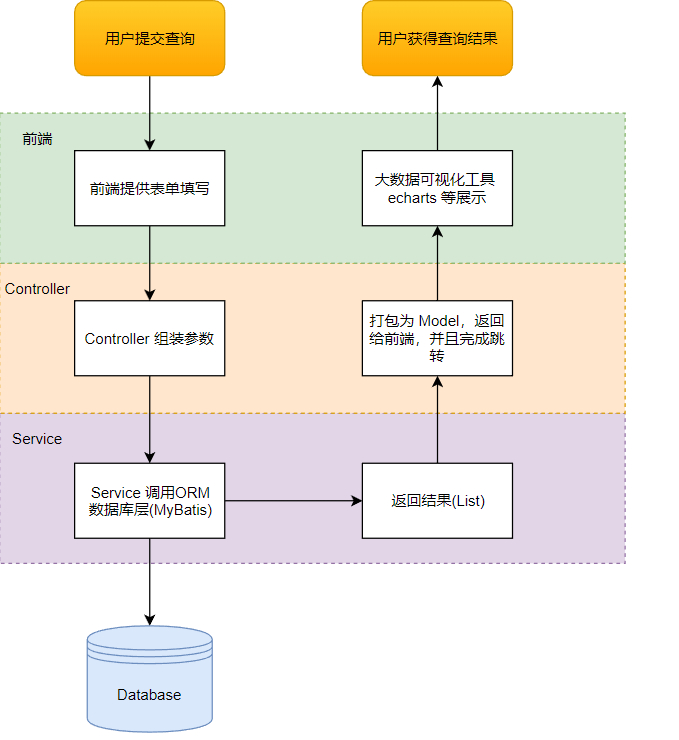 用户提交查询
用户获得查询结果
前端
前端提供表单填写
大数据可视化工具
echarts 等展示
Controller
Controller 组装参数
打包为 Model，返回
给前端，并且完成跳
转
Service
Service 调用ORM
数据库层(MyBatis)
返回结果(List)
Database